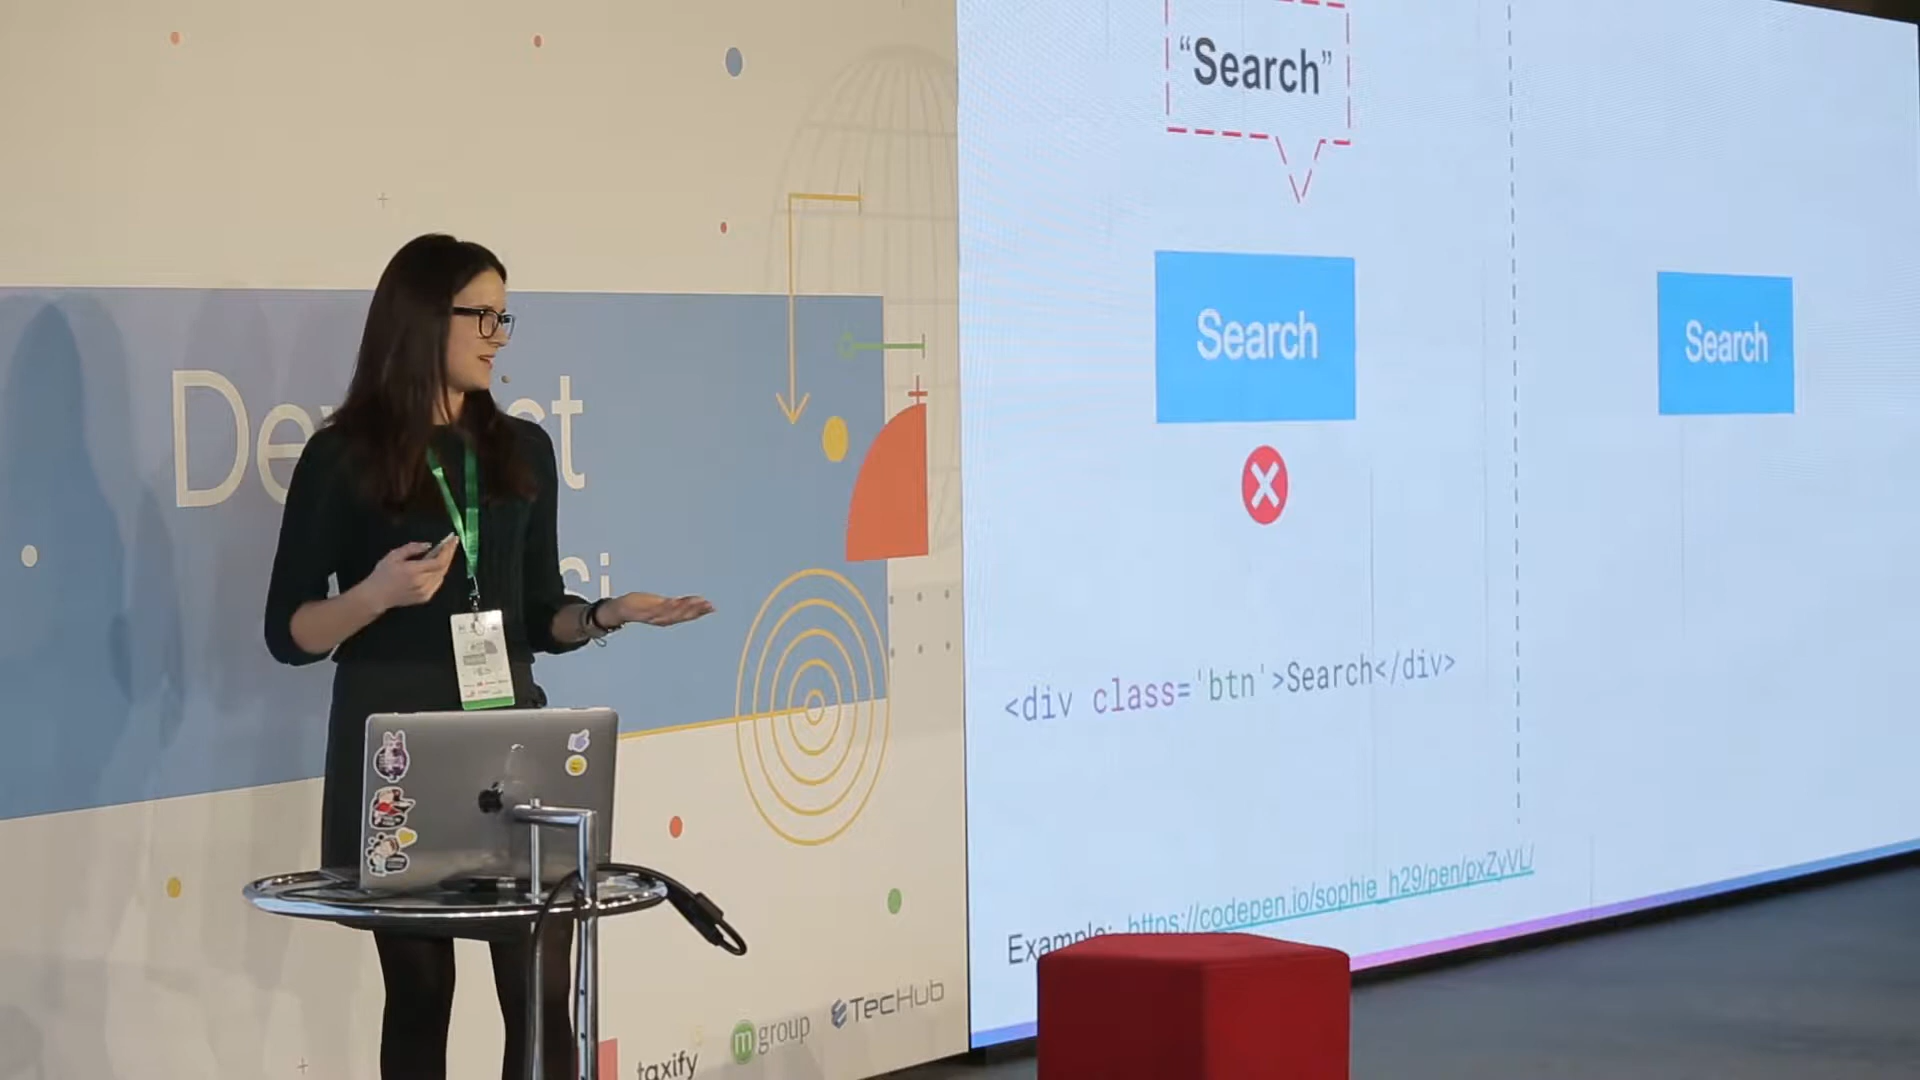 “Search”
Search
Search
<div class='btn'>Search</div>
Example: https://codepen.io/sophie_h29/pen/pxZyVL/
taxify
m group
TecHub